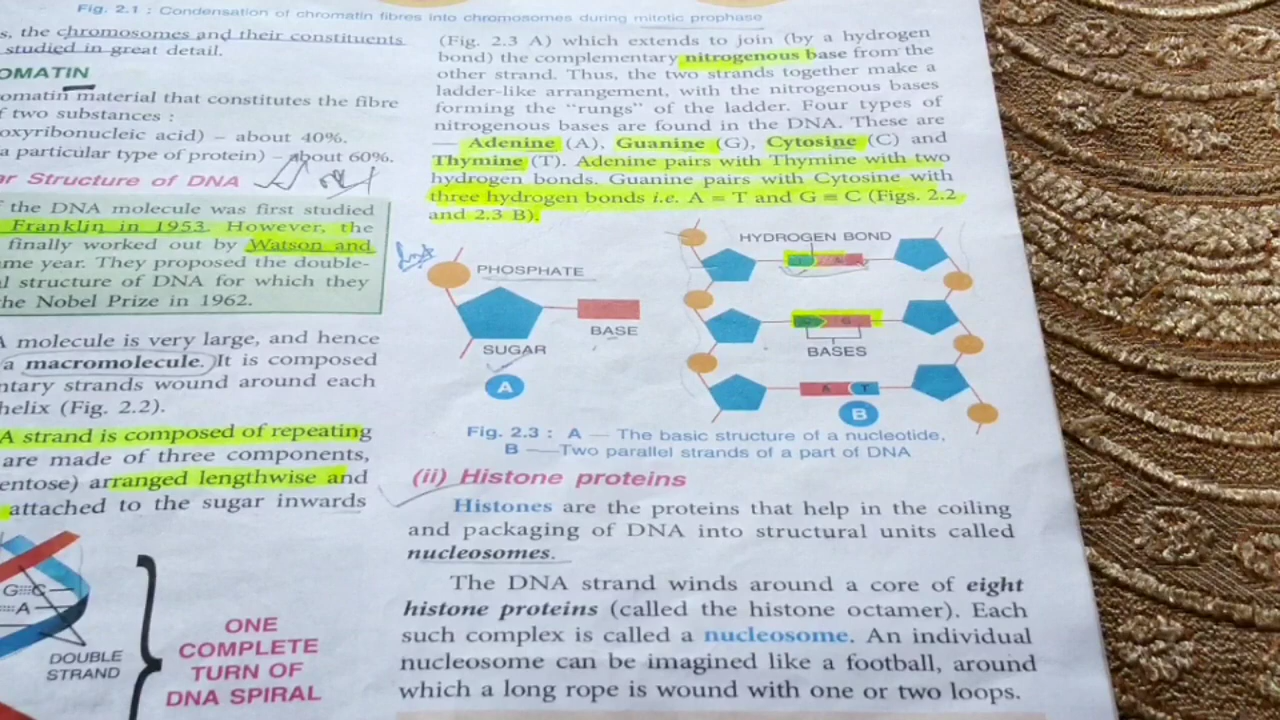 Fig. 2.1 : Condensation of chromatin fibres into chromosomes during mitotic prophase
s, the chromosomes and their constituents
studied in great detail.
OMATIN
omatin material that constitutes the fibre
f two substances :
oxyribonucleic acid) – about 40%.
a particular type of protein) – about 60%.
ar Structure of DNA
f the DNA molecule was first studied
Franklin in 1953. However, the
finally worked out by Watson and
me year. They proposed the double-
l structure of DNA for which they
he Nobel Prize in 1962.
A molecule is very large, and hence
a macromolecule. It is composed
ntary strands wound around each
helix (Fig. 2.2).
A strand is composed of repeating
are made of three components,
entose) arranged lengthwise and
attached to the sugar inwards
G C
A
DOUBLE
STRAND
ONE
COMPLETE
TURN OF
DNA SPIRAL
(Fig. 2.3 A) which extends to join (by a hydrogen
bond) the complementary nitrogenous base from the
other strand. Thus, the two strands together make a
ladder-like arrangement, with the nitrogenous bases
forming the “rungs” of the ladder. Four types of
nitrogenous bases are found in the DNA. These are
— Adenine (A), Guanine (G), Cytosine (C) and
Thymine (T). Adenine pairs with Thymine with two
hydrogen bonds. Guanine pairs with Cytosine with
three hydrogen bonds i.e. A = T and G ≡ C (Figs. 2.2
and 2.3 B).
PHOSPHATE
BASE
SUGAR
A
HYDROGEN BOND
G
BASES
A T
B
Fig. 2.3 : A — The basic structure of a nucleotide,
B — Two parallel strands of a part of DNA
(ii) Histone proteins
Histones are the proteins that help in the coiling
and packaging of DNA into structural units called
nucleosomes.
The DNA strand winds around a core of eight
histone proteins (called the histone octamer). Each
such complex is called a nucleosome. An individual
nucleosome can be imagined like a football, around
which a long rope is wound with one or two loops.